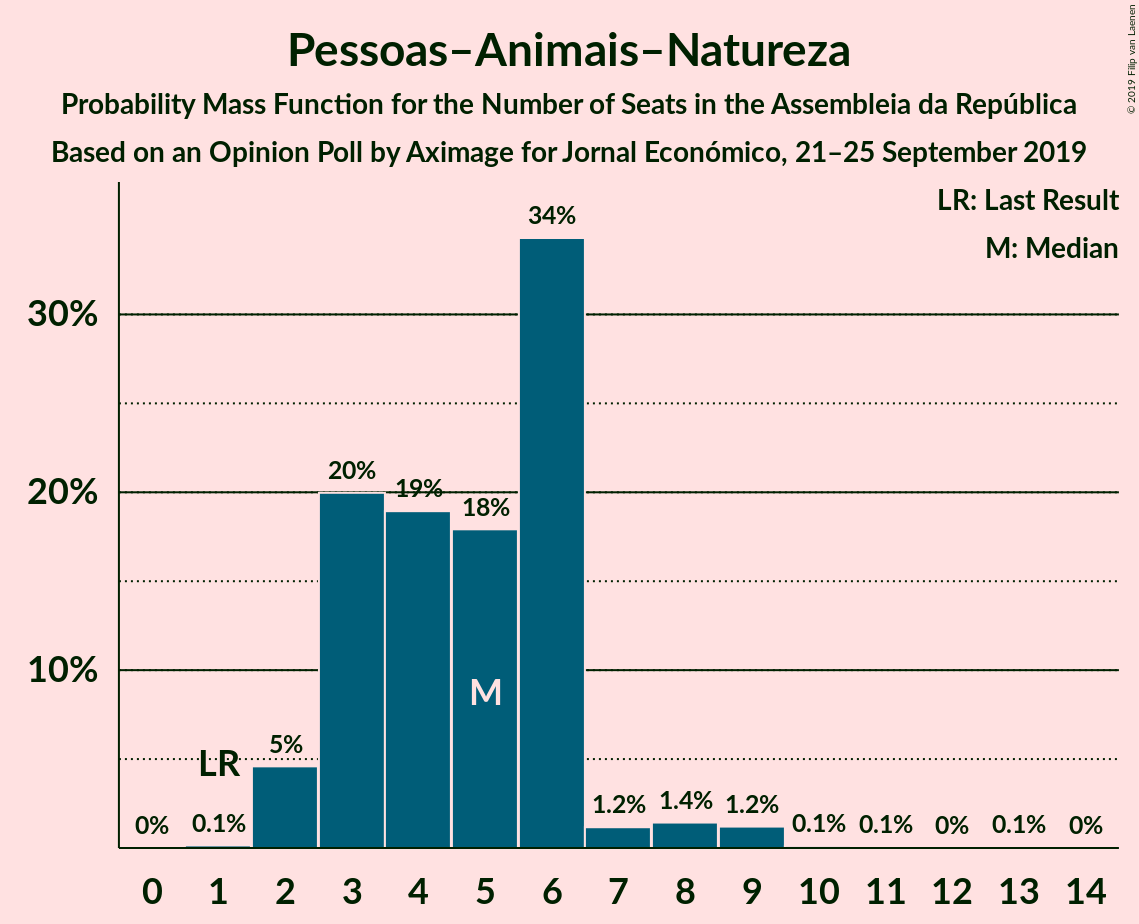 Pessoas–Animais–Natureza
Probability Mass Function for the Number of Seats in the Assembleia da República
Based on an Opinion Poll by Aximage for Jornal Económico, 21–25 September 2019
© 2019 Filip van Laenen
LR: Last Result
M: Median
34%
30%
20%
20%
19%
18%
10%
M
LR
5%
0%
0.1%
1.2%
1.4%
1.2%
0.1%
0.1%
0%
0.1%
0%
0 1 2 3 4 5 6 7 8 9 10 11 12 13 14